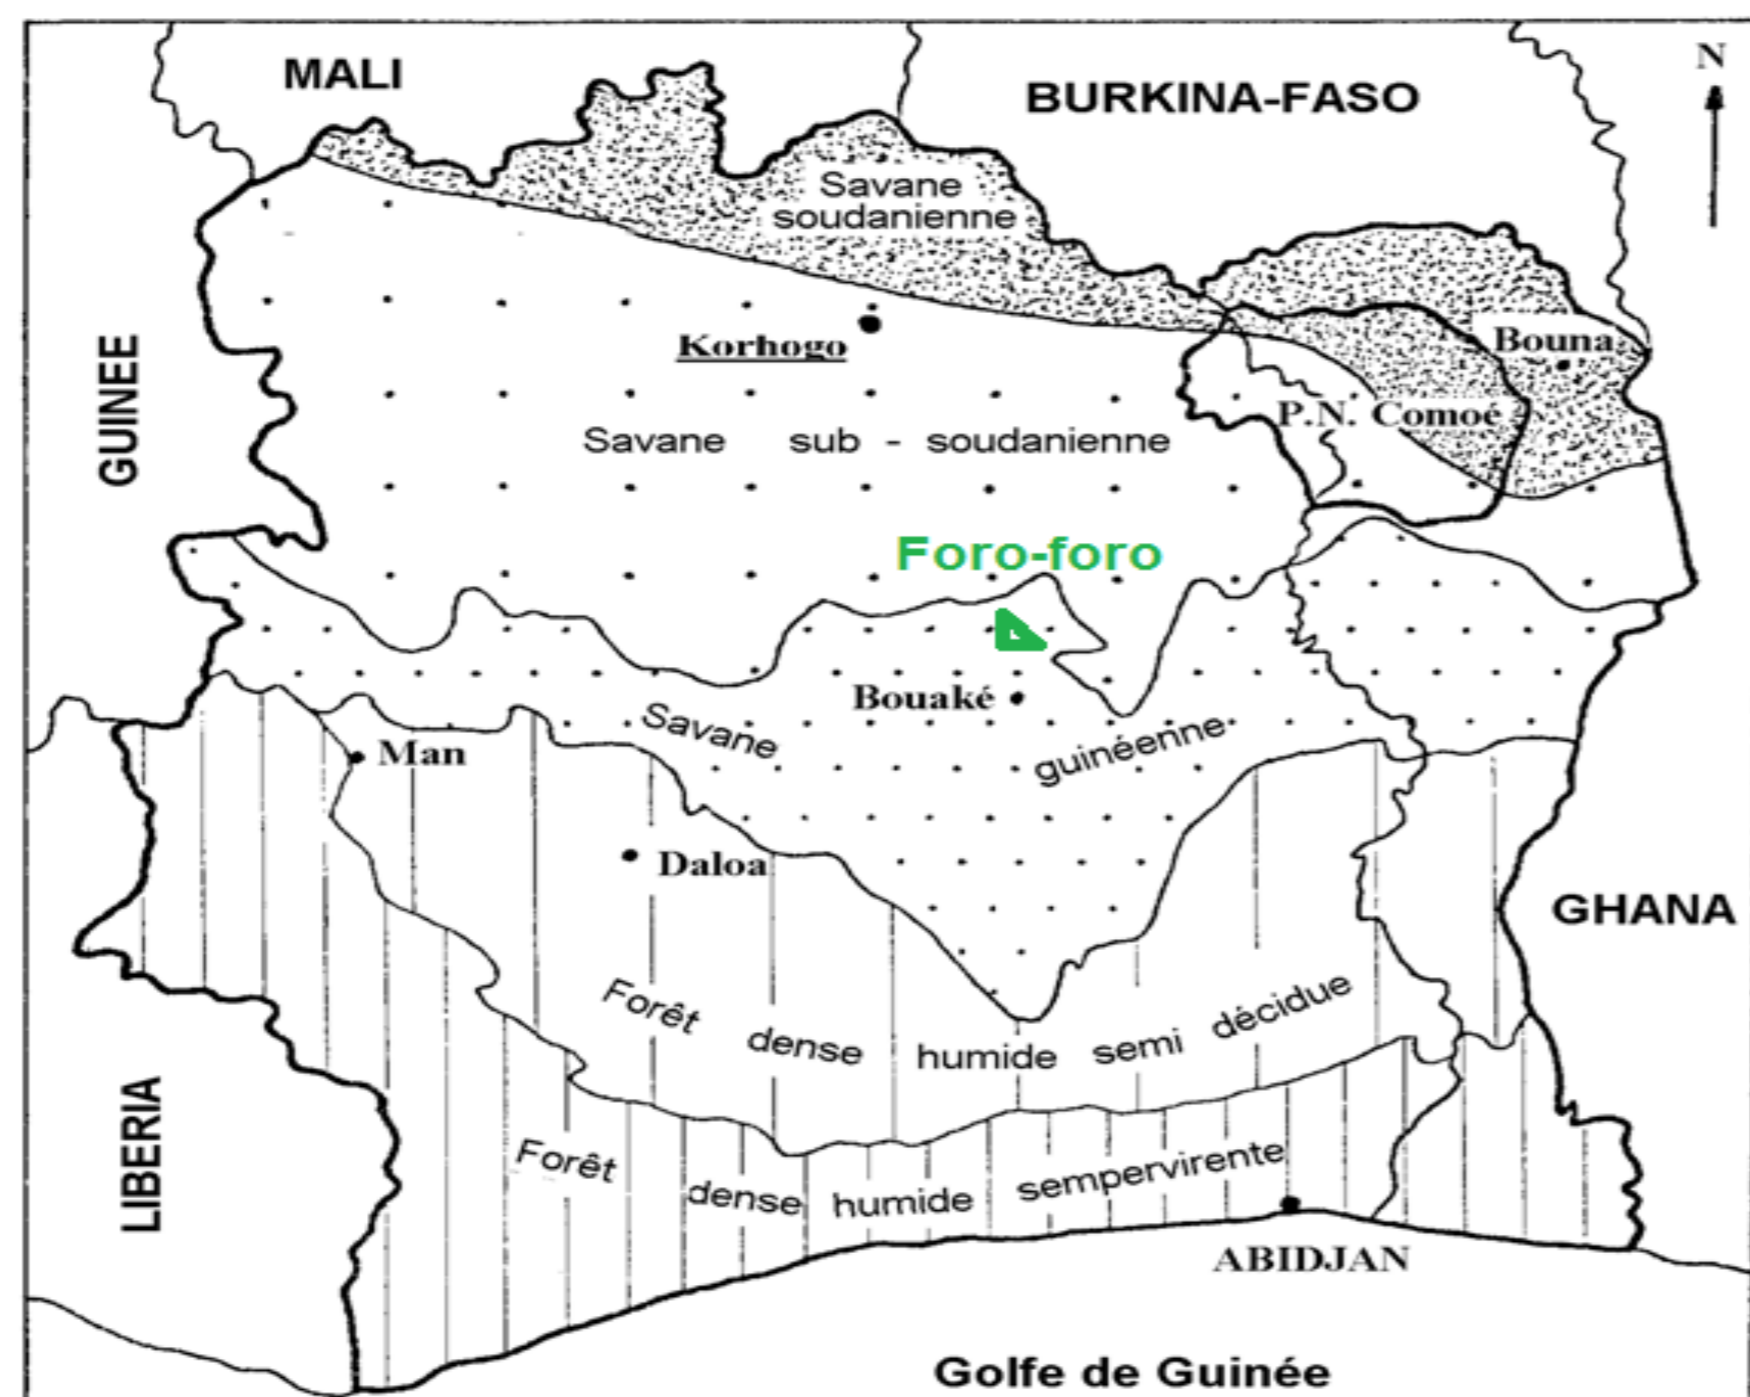 MALI
BURKINA-FASO
N
Savane
soudanienne
GUINEE
Korhogo
Bouna
P.N. Comoé
Savane sub - soudanienne
Foro-foro
Bouaké
Savane guinéenne
Man
Daloa
GHANA
Forêt dense humide semi décidue
LIBERIA
Forêt dense humide sempervirente
ABIDJAN
Golfe de Guinée